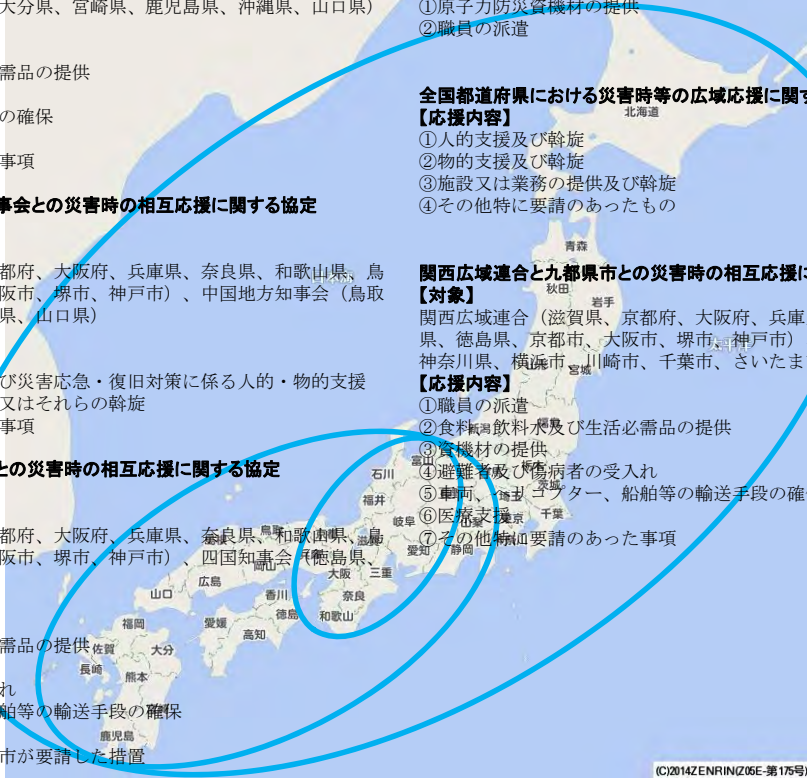 大分県、宮崎県、鹿児島県、沖縄県、山口県）
需品の提供
の確保
事項
事会との災害時の相互応援に関する協定
都府、大阪府、兵庫県、奈良県、和歌山県、鳥
阪市、堺市、神戸市）、中国地方知事会（鳥取
県、山口県）
び災害応急・復旧対策に係る人的・物的支援
又はそれらの斡旋
事項
との災害時の相互応援に関する協定
都府、大阪府、兵庫県、奈良県、和歌山県、鳥
阪市、堺市、神戸市）、四国知事会（徳島県、
需品の提供
れ
舶等の輸送手段の確保
市が要請した措置
①原子力防災資機材の提供
②職員の派遣
全国都道府県における災害時等の広域応援に関す
【応援内容】
①人的支援及び斡旋
②物的支援及び斡旋
③施設又は業務の提供及び斡旋
④その他特に要請のあったもの
関西広域連合と九都県市との災害時の相互応援に
【対象】
関西広域連合（滋賀県、京都府、大阪府、兵庫
県、徳島県、京都市、大阪市、堺市、神戸市）
神奈川県、横浜市、川崎市、千葉市、さいたま
【応援内容】
①職員の派遣
②食料、飲料水及び生活必需品の提供
③資機材の提供
④避難者及び傷病者の受入れ
⑤車両、ヘリコプター、船舶等の輸送手段の確
⑥医療支援
⑦その他特に要請のあった事項
北海道
青森
秋田
岩手
宮城
福島
栃木
茨城
千葉
富山
石川
福井
岐阜
愛知
静岡
三重
大阪
奈良
和歌山
鳥取
岡山
広島
山口
香川
徳島
愛媛
高知
福岡
佐賀
大分
長崎
熊本
鹿児島
(C)2014ZENRIN(Z05E-第175号)